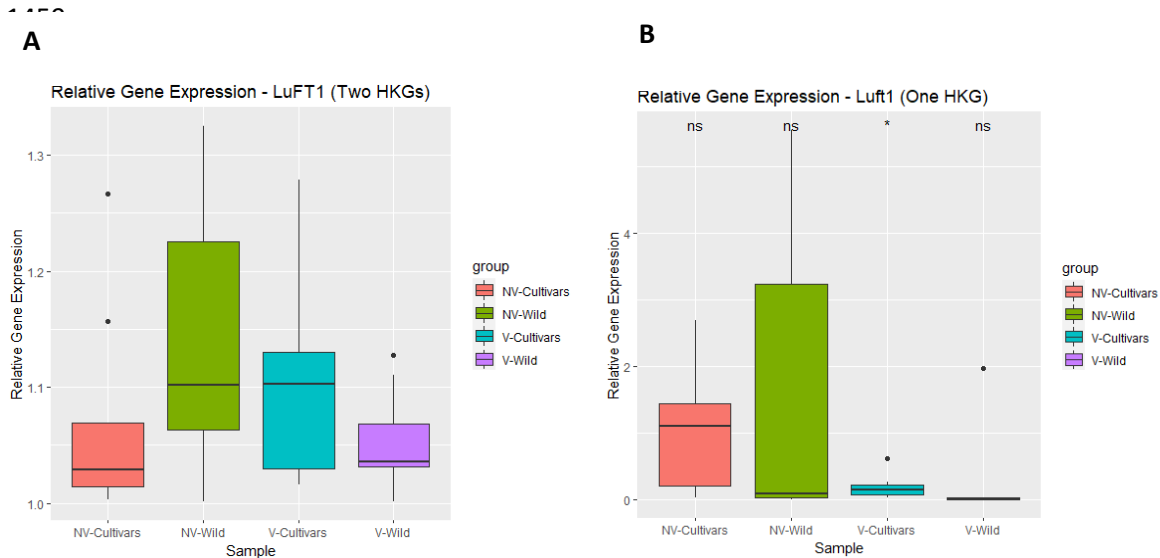 A
B
Relative Gene Expression - LuFT1 (Two HKGs)
Relative Gene Expression
1.3
1.2
1.1
1.0
NV-Cultivars
NV-Wild
V-Cultivars
V-Wild
Sample
group
NV-Cultivars
NV-Wild
V-Cultivars
V-Wild
Relative Gene Expression - Luft1 (One HKG)
ns
ns
*
ns
Relative Gene Expression
4
2
0
NV-Cultivars
NV-Wild
V-Cultivars
V-Wild
Sample
group
NV-Cultivars
NV-Wild
V-Cultivars
V-Wild